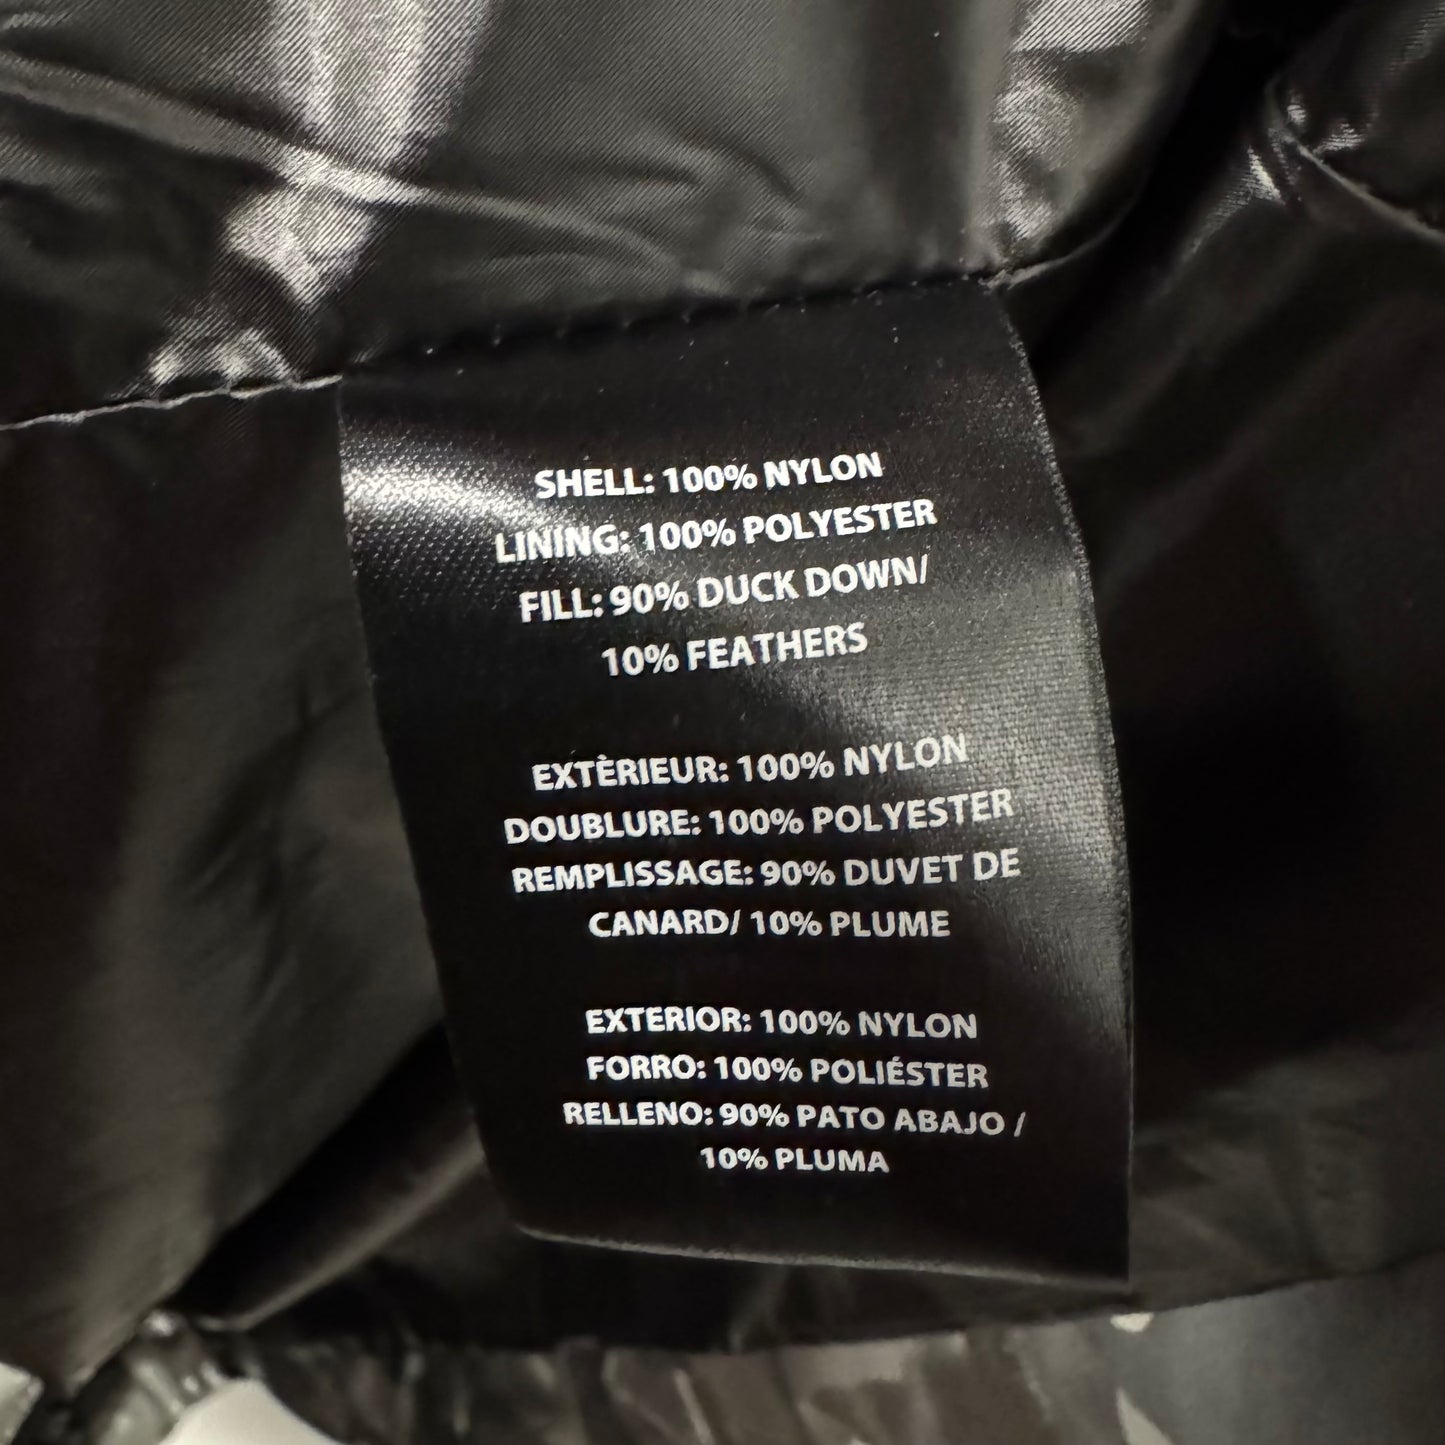 SHELL: 100% NYLON
LINING: 100% POLYESTER
FILL: 90% DUCK DOWN/
10% FEATHERS
EXTÈRIEUR: 100% NYLON
DOUBLURE: 100% POLYESTER
REMPLISSAGE: 90% DUVET DE
CANARD/ 10% PLUME
EXTERIOR: 100% NYLON
FORRO: 100% POLIÉSTER
RELLENO: 90% PATO ABAJO /
10% PLUMA